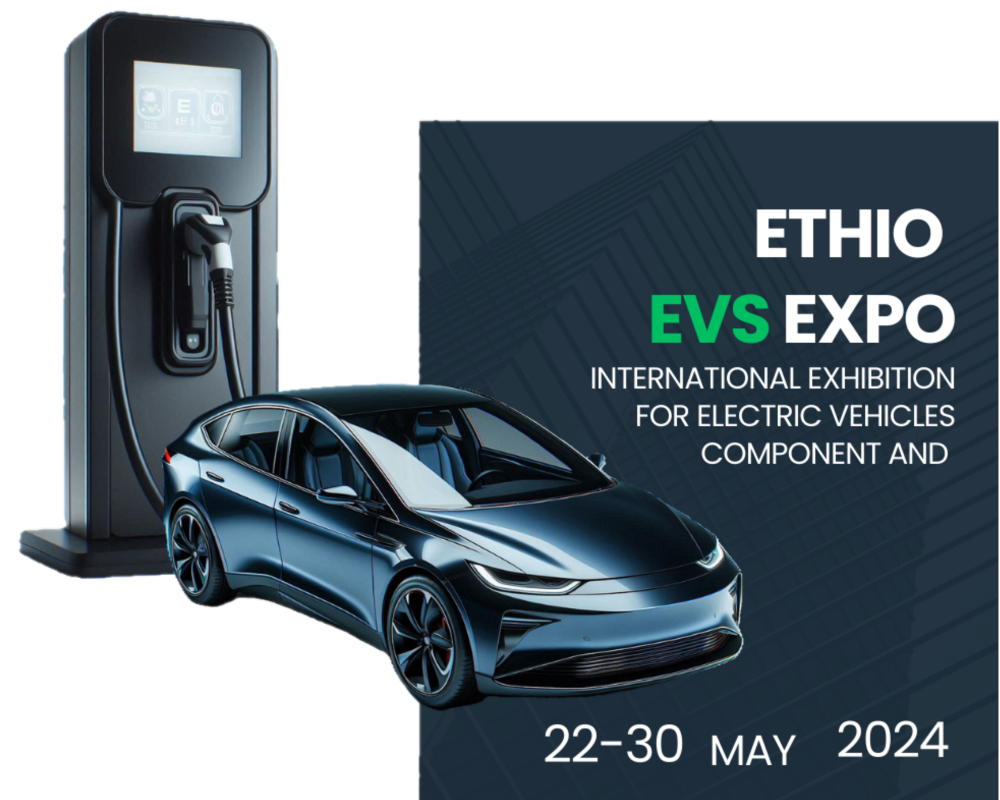 ETHIO
EVS EXPO
INTERNATIONAL EXHIBITION
FOR ELECTRIC VEHICLES
COMPONENT AND
22-30 MAY 2024